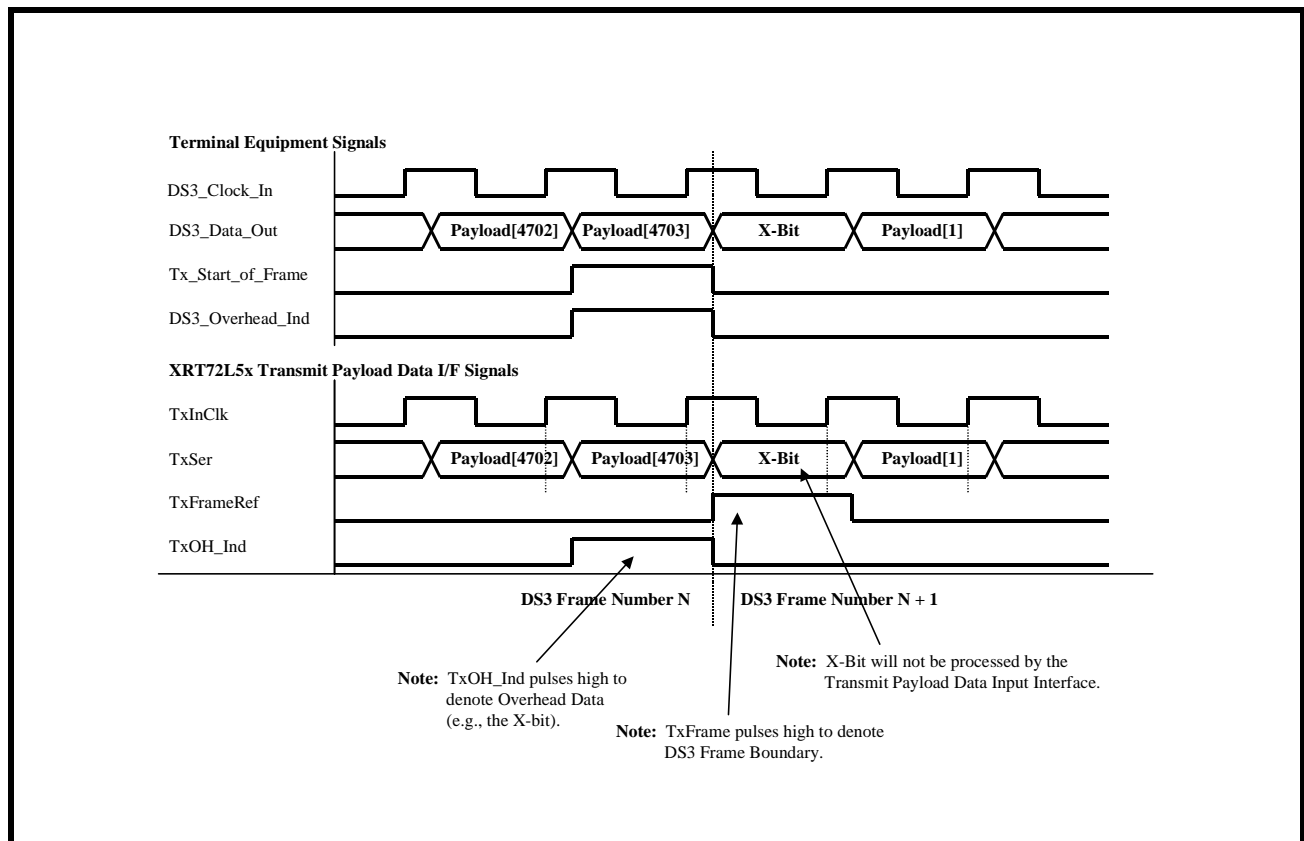 Terminal Equipment Signals
DS3_Clock_In
DS3_Data_Out
Payload[4702] Payload[4703] X-Bit Payload[1]
Tx_Start_of_Frame
DS3_Overhead_Ind
XRT72L5x Transmit Payload Data I/F Signals
TxInClk
TxSer
Payload[4702] Payload[4703] X-Bit Payload[1]
TxFrameRef
TxOH_Ind
DS3 Frame Number N DS3 Frame Number N + 1
Note: TxOH_Ind pulses high to
denote Overhead Data
(e.g., the X-bit).
Note: X-Bit will not be processed by the
Transmit Payload Data Input Interface.
Note: TxFrame pulses high to denote
DS3 Frame Boundary.